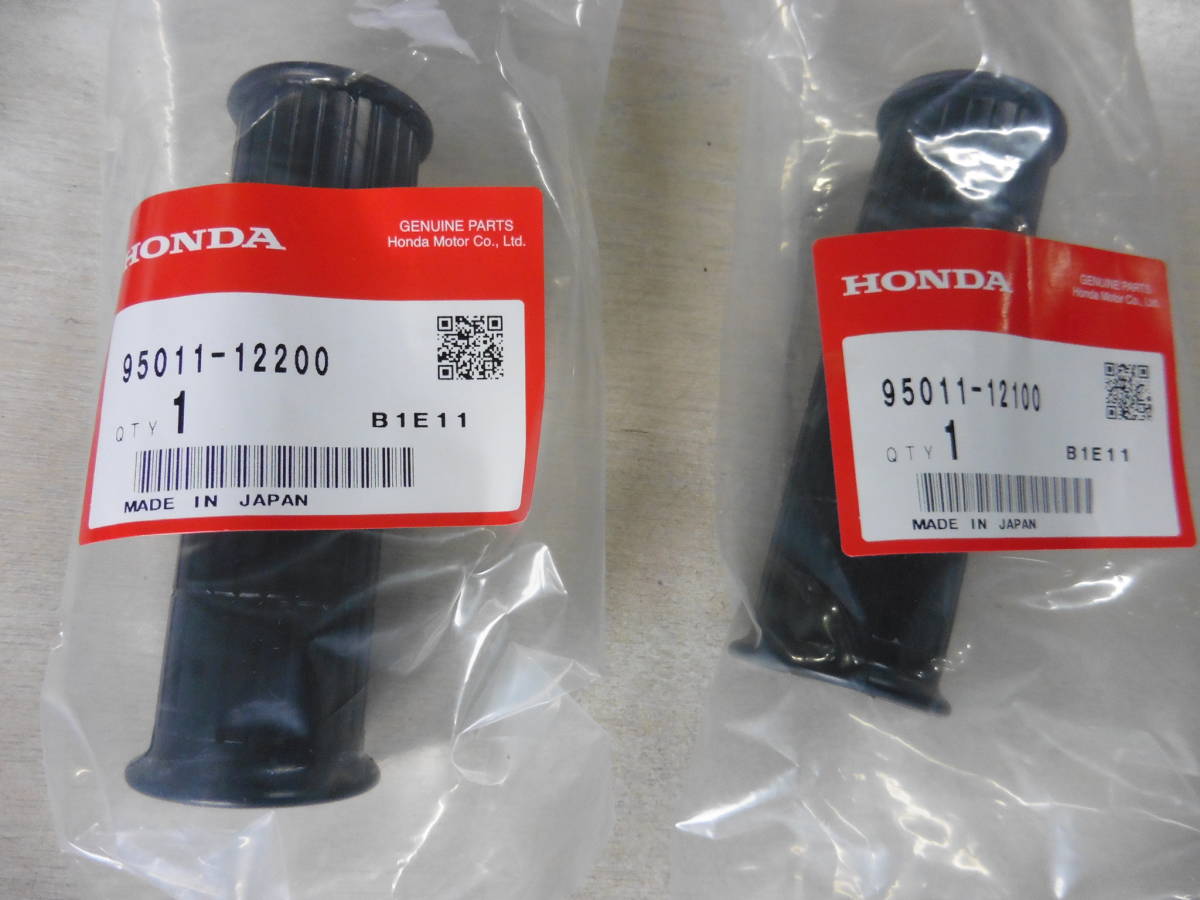 HONDA
GENUINE PARTS
Honda Motor Co., Ltd.
95011-12200
QTY 1 B1E11
MADE IN JAPAN
HONDA
GENUINE PARTS
Honda Motor Co., Ltd.
95011-12100
QTY 1 B1E11
MADE IN JAPAN